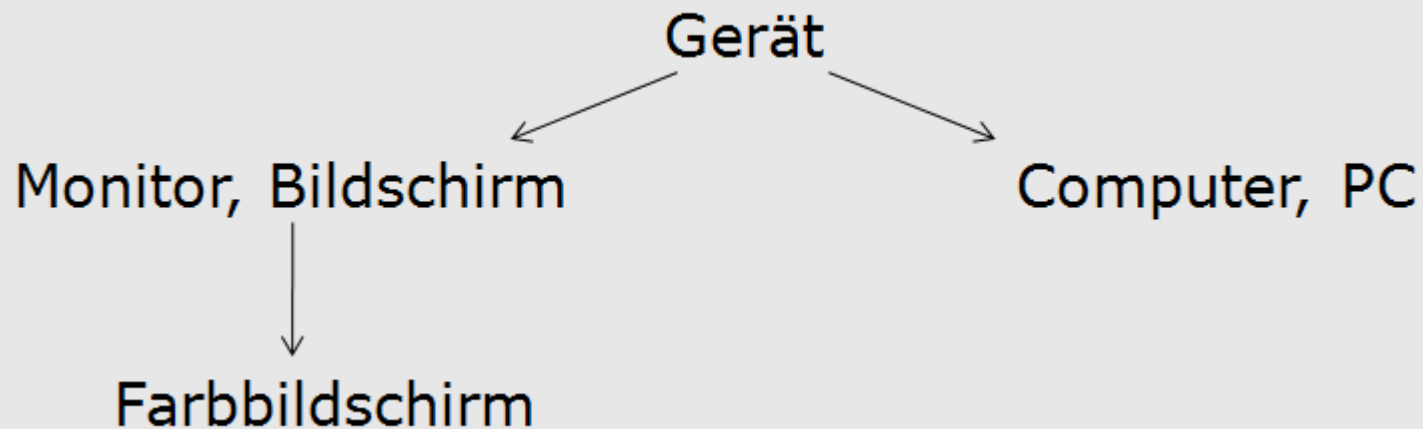 Gerät
Monitor, Bildschirm
Computer, PC
Farbbildschirm